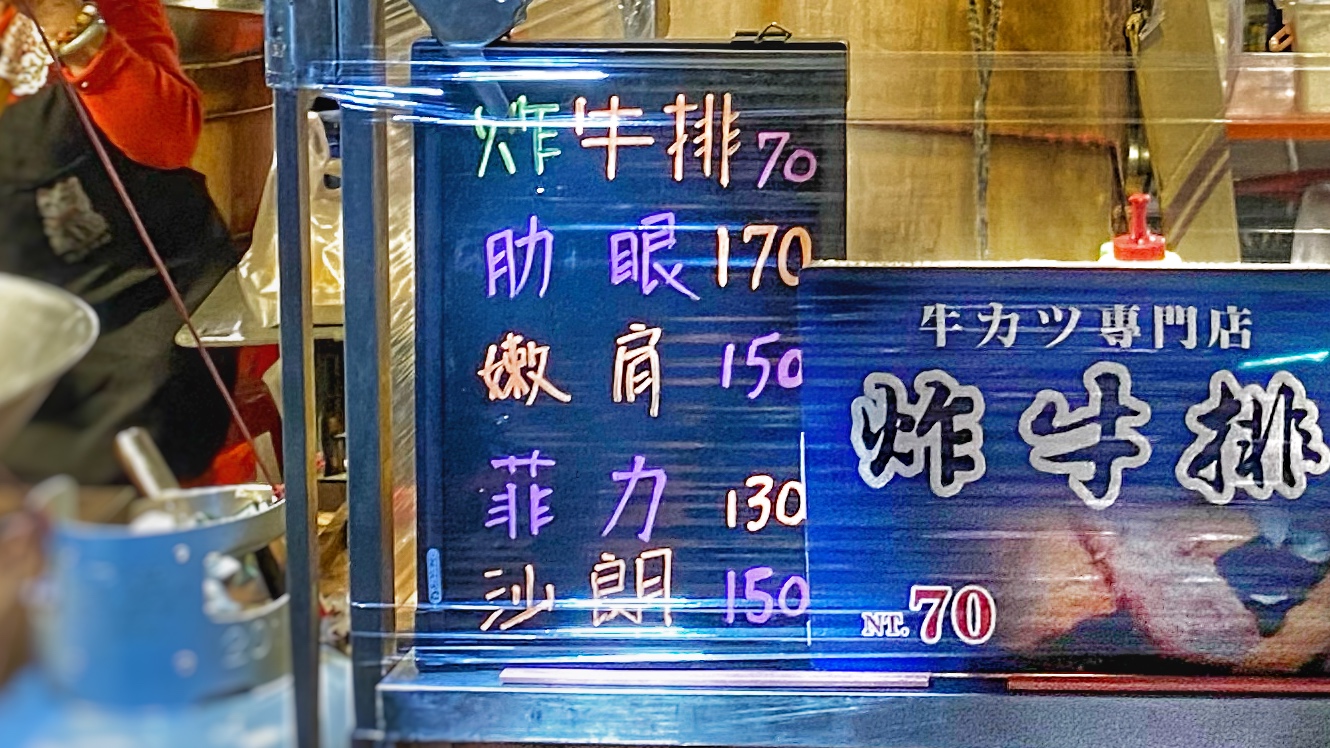 炸牛排 70
肋眼 170
嫩肩 150
菲力 130
沙朗 150
牛カツ專門店
炸牛排
NT.70